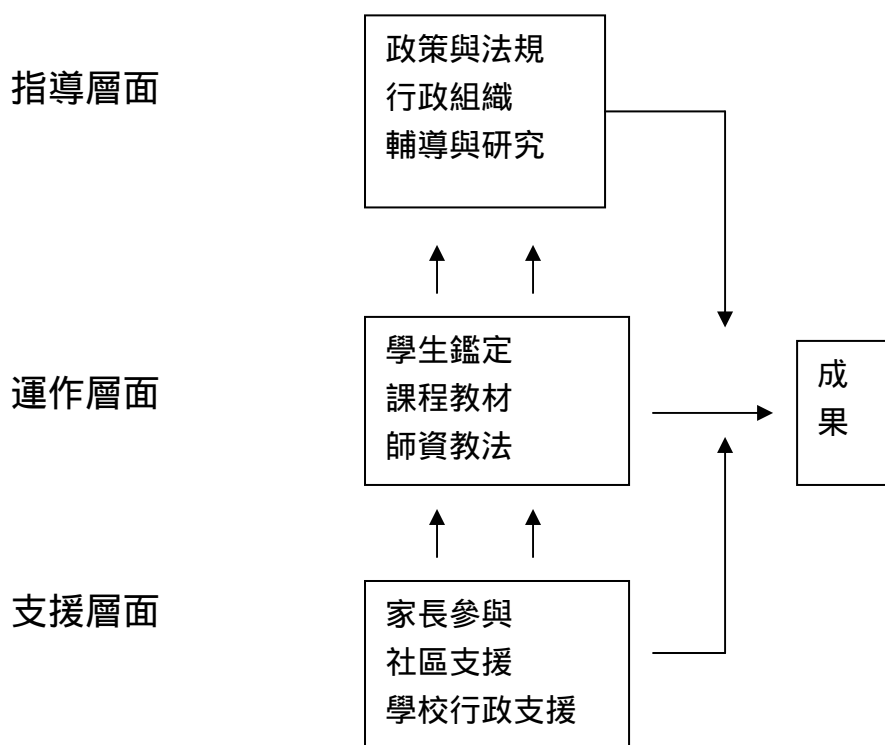 指導層面
政策與法規
行政組織
輔導與研究
運作層面
學生鑑定
課程教材
師資教法
成
果
支援層面
家長參與
社區支援
學校行政支援